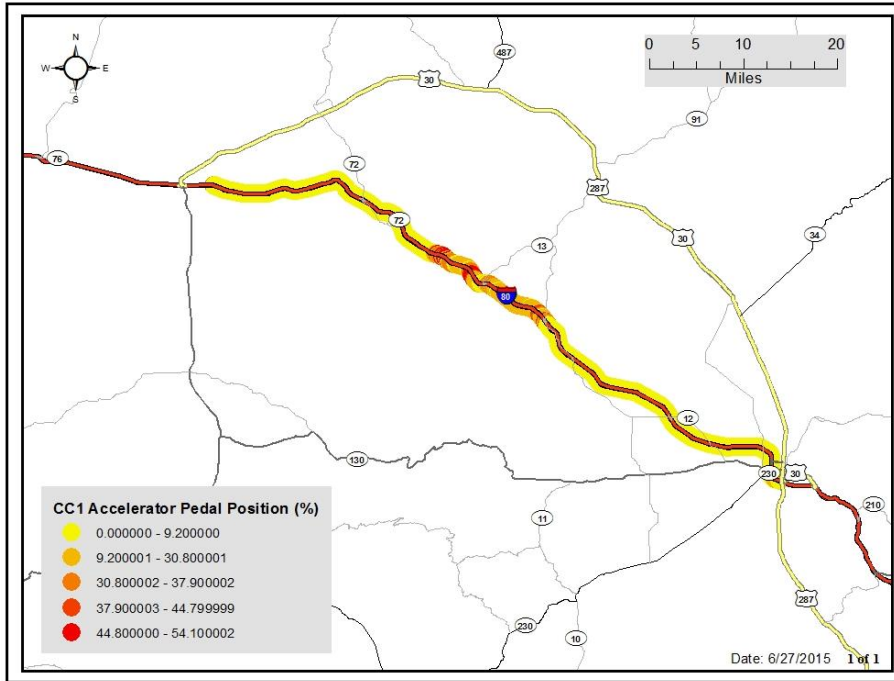 N
W E
S
0 5 10 20
Miles
487
30
91
76
72
287
72
13
30
34
80
12
130
230
30
210
11
287
230
10
CC1 Accelerator Pedal Position (%)
0.000000 - 9.200000
9.200001 - 30.800001
30.800002 - 37.900002
37.900003 - 44.799999
44.800000 - 54.100002
Date: 6/27/2015 1 of 1